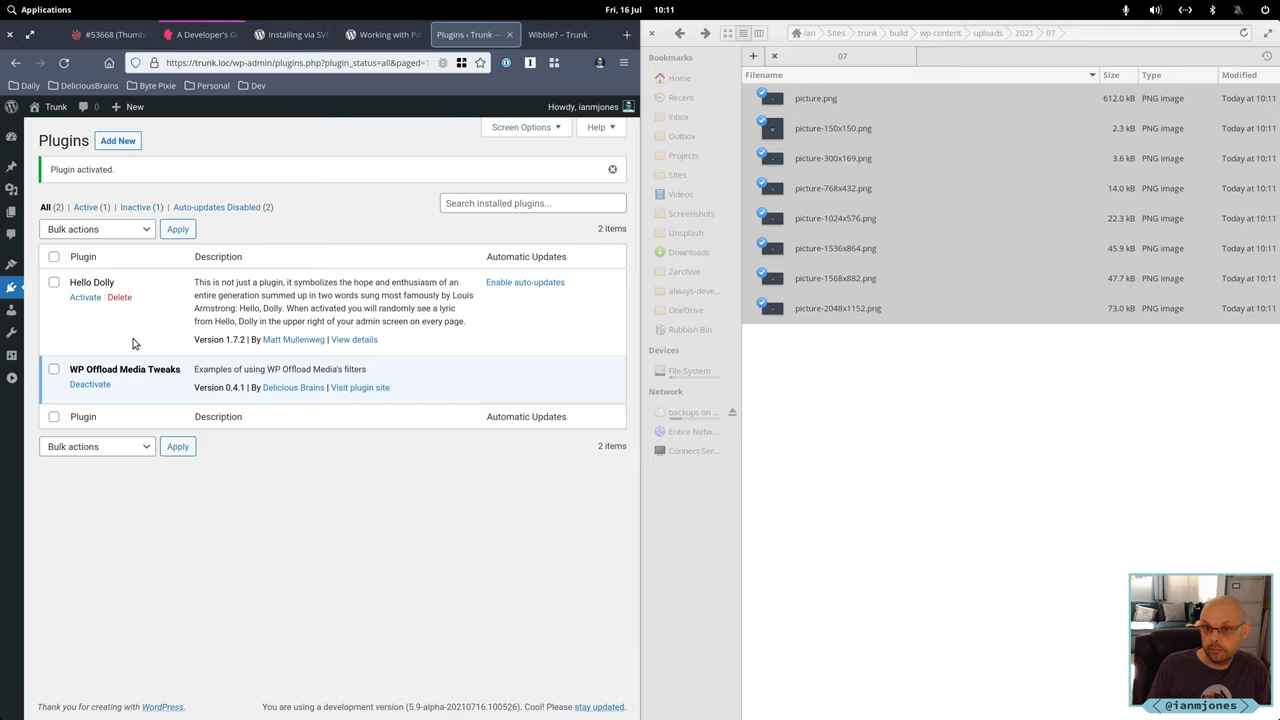 Applications
Fri, 16 Jul
10:11
#53668 (Thumb
A Developer's G
Installing via SVN
Working with Pa
Plugins ‹ Trunk —
Wibble? – Trunk
https://trunk.loc/wp-admin/plugins.php?plugin_status=all&paged=1
Daily
DeliciousBrains
Byte Pixie
Personal
Dev
Trunk
0
New
Howdy, ianmjones
Screen Options
Help
Plugins
Add New
Plugin activated.
All (2) | Active (1) | Inactive (1) | Auto-updates Disabled (2)
Search installed plugins...
Bulk actions
Apply
2 items
Plugin
Description
Automatic Updates
Hello Dolly
Activate
Delete
This is not just a plugin, it symbolizes the hope and enthusiasm of an
entire generation summed up in two words sung most famously by Louis
Armstrong: Hello, Dolly. When activated you will randomly see a lyric
from Hello, Dolly in the upper right of your admin screen on every page.
Version 1.7.2 | By Matt Mullenweg | View details
Enable auto-updates
WP Offload Media Tweaks
Deactivate
Examples of using WP Offload Media's filters
Version 0.4.1 | By Delicious Brains | Visit plugin site
Plugin
Description
Automatic Updates
Bulk actions
Apply
2 items
Thank you for creating with WordPress.
You are using a development version (5.9-alpha-20210716.100526). Cool! Please stay updated.
ian
Sites
trunk
build
wp-content
uploads
2021
07
Bookmarks
Home
Recent
Inbox
Outbox
Projects
Sites
Videos
Screenshots
Unsplash
Downloads
2archive
always-deve...
OneDrive
Rubbish Bin
Devices
File System
Network
backups on ...
Entire Netw...
Connect Ser...
07
Filename
Size
Type
Modified
picture.png 612.0 kB PNG image Today at 10:11
picture-150x150.png 2.3 kB PNG image Today at 10:11
picture-300x169.png 3.6 kB PNG image Today at 10:11
picture-768x432.png 14.0 kB PNG image Today at 10:11
picture-1024x576.png 22.3 kB PNG image Today at 10:11
picture-1536x864.png 45.9 kB PNG image Today at 10:11
picture-1568x882.png 47.7 kB PNG image Today at 10:11
picture-2048x1152.png 73.0 kB PNG image Today at 10:11
@ianmjones